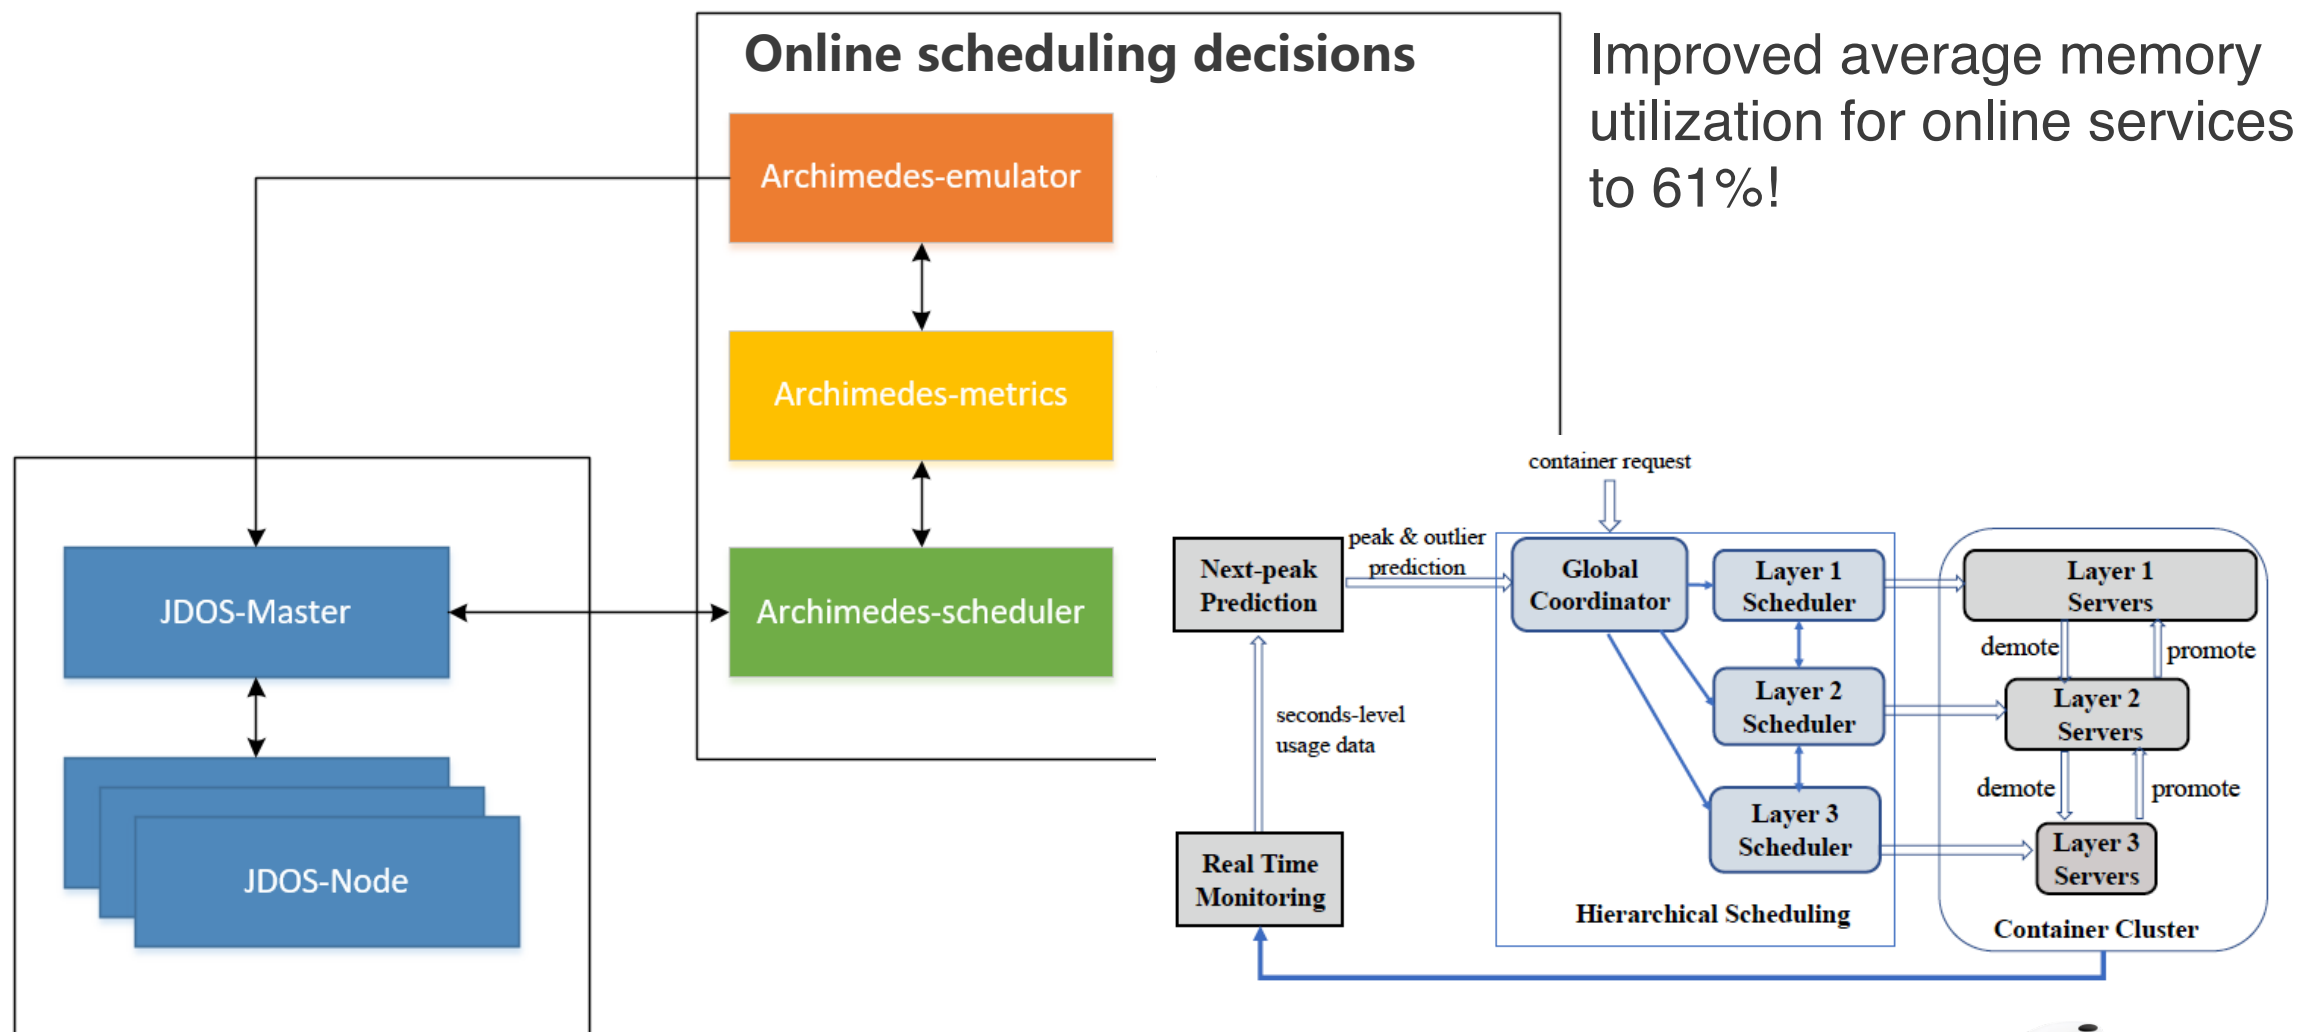 Online scheduling decisions
Improved average memory
utilization for online services
to 61%!
Archimedes-emulator
Archimedes-metrics
Archimedes-scheduler
JDOS-Master
JDOS-Node
container request
peak & outlier
prediction
Next-peak
Prediction
seconds-level
usage data
Real Time
Monitoring
Global
Coordinator
Layer 1
Scheduler
Layer 2
Scheduler
Layer 3
Scheduler
Hierarchical Scheduling
Layer 1
Servers
demote
promote
Layer 2
Servers
demote
promote
Layer 3
Servers
Container Cluster